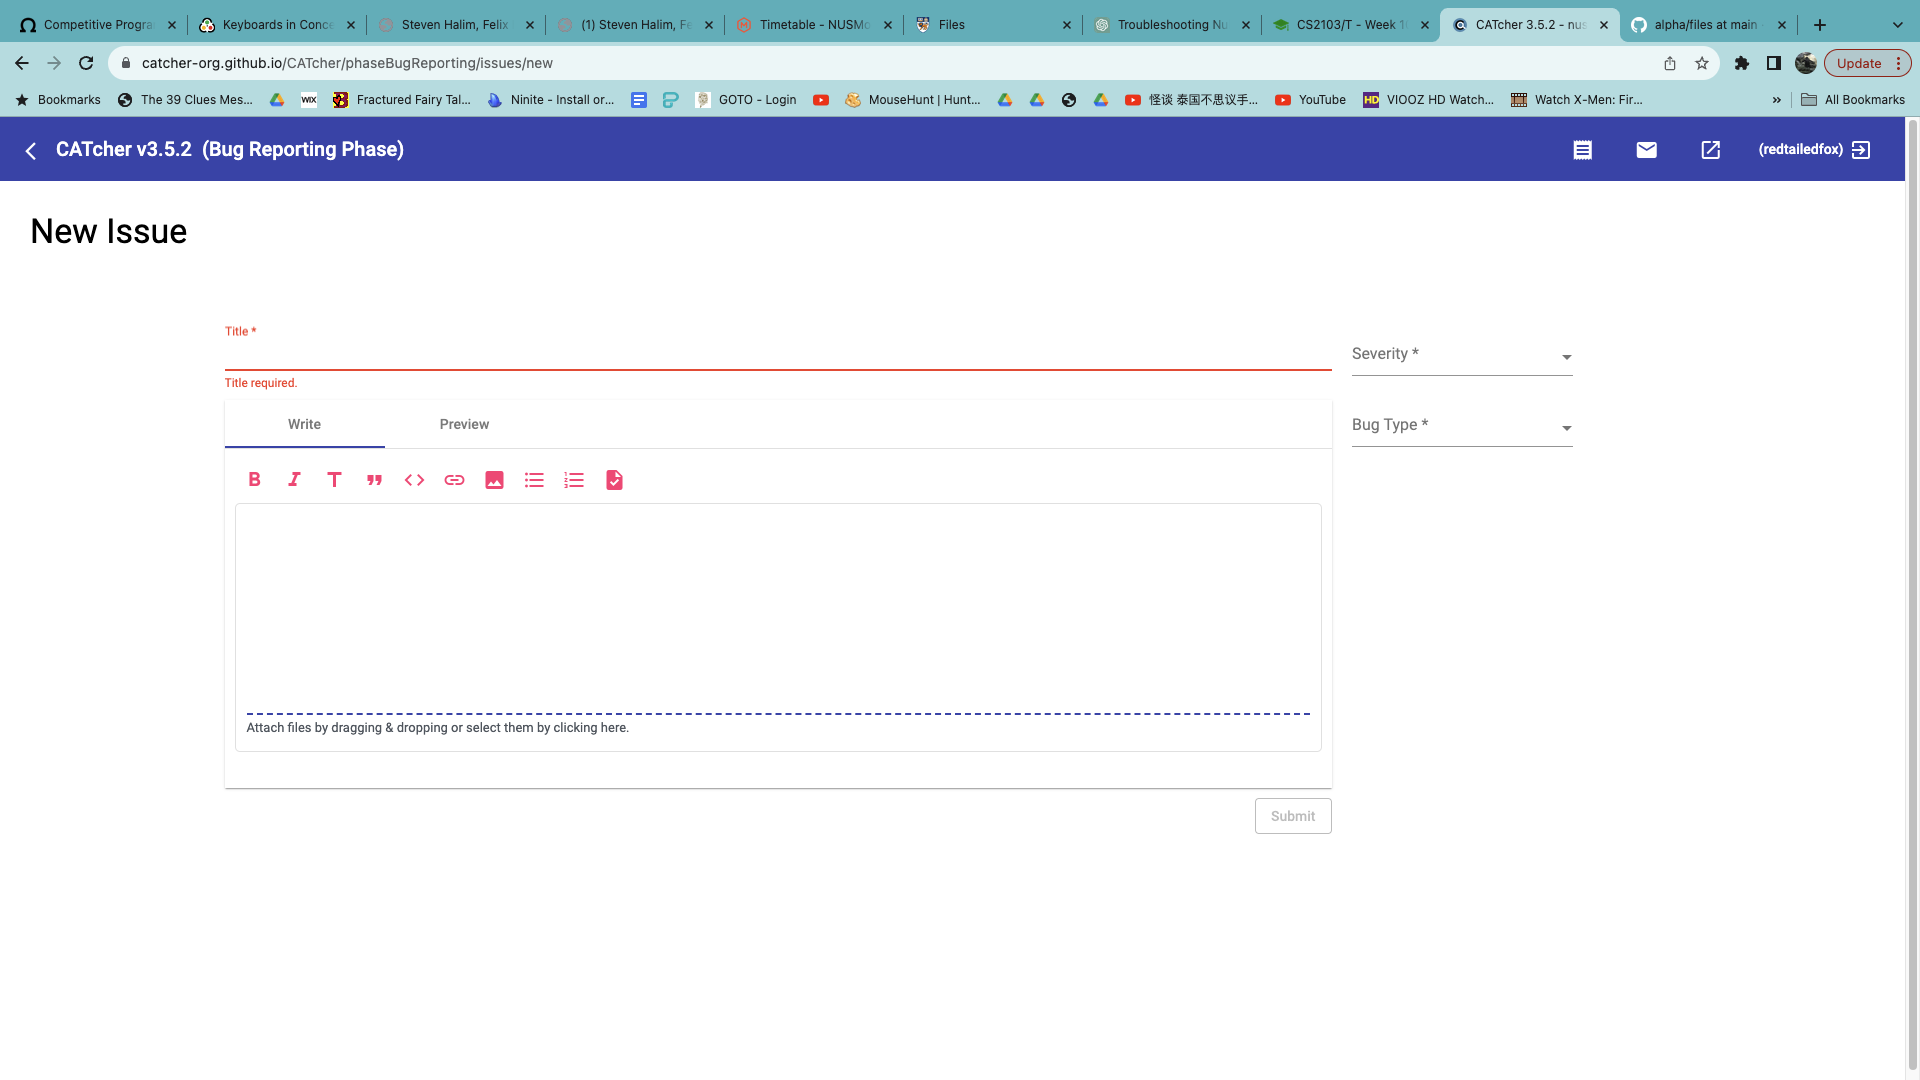 Competitive Progra
Keyboards in Conce
Steven Halim, Felix
(1) Steven Halim, Fe
Timetable - NUSMo
Files
Troubleshooting Nu
CS2103/T - Week 10
CATcher 3.5.2 - nus
alpha/files at main
catcher-org.github.io/CATcher/phaseBugReporting/issues/new
Update
Bookmarks
The 39 Clues Mes...
WIX
Fractured Fairy Tal...
Ninite - Install or...
GOTO - Login
MouseHunt | Hunt...
怪谈 泰国不思议手...
YouTube
HD
VIOOZ HD Watch...
Watch X-Men: Fir...
»
All Bookmarks
CATcher v3.5.2 (Bug Reporting Phase)
(redtailedfox)
New Issue
Title *
Title required.
Severity *
Bug Type *
Write
Preview
Attach files by dragging & dropping or select them by clicking here.
Submit